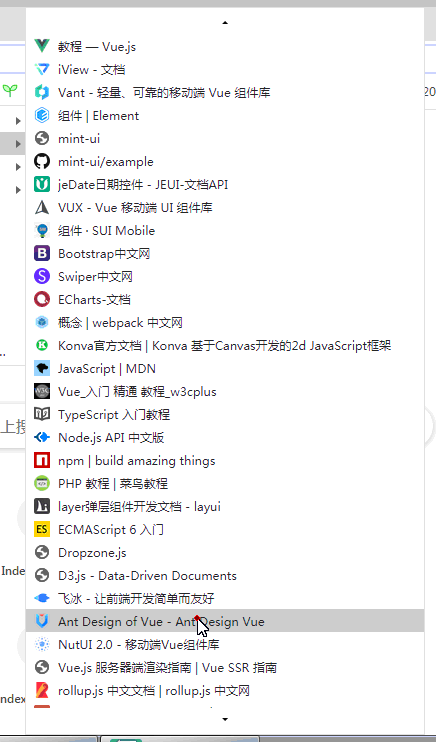 教程 — Vue.js
iView - 文档
Vant - 轻量、可靠的移动端 Vue 组件库
20
组件 | Element
mint-ui
mint-ui/example
jeDate日期控件 - JEUI-文档API
VUX - Vue 移动端 UI 组件库
组件 · SUI Mobile
Bootstrap中文网
Swiper中文网
ECharts-文档
概念 | webpack 中文网
Konva官方文档 | Konva 基于Canvas开发的2d JavaScript框架
..
JavaScript | MDN
Vue_入门 精通 教程_w3cplus
TypeScript 入门教程
上搜
Node.js API 中文版
npm | build amazing things
PHP 教程 | 菜鸟教程
layer弹层组件开发文档 - layui
ES ECMAScript 6 入门
Dropzone.js
Inde
D3.js - Data-Driven Documents
飞冰 - 让前端开发简单而友好
Ant Design of Vue - Ant Design Vue
NutUI 2.0 - 移动端Vue组件库
Vue.js 服务器端渲染指南 | Vue SSR 指南
rollup.js 中文文档 | rollup.js 中文网
ndex